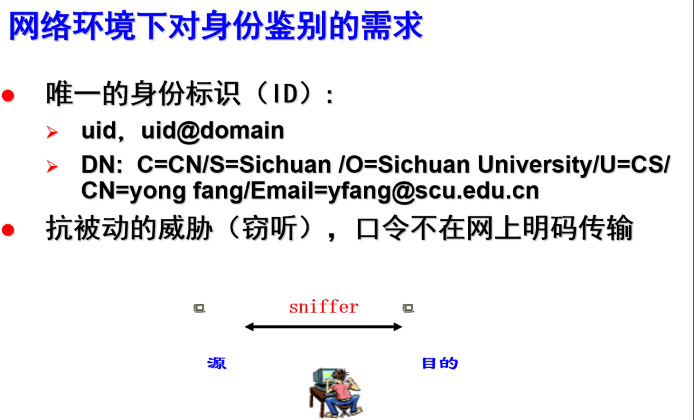 网络环境下对身份鉴别的需求
唯一的身份标识（ID）:
uid，uid@domain
DN: C=CN/S=Sichuan /O=Sichuan University/U=CS/
CN=yong fang/Email=yfang@scu.edu.cn
抗被动的威胁（窃听），口令不在网上明码传输
sniffer
源 目的